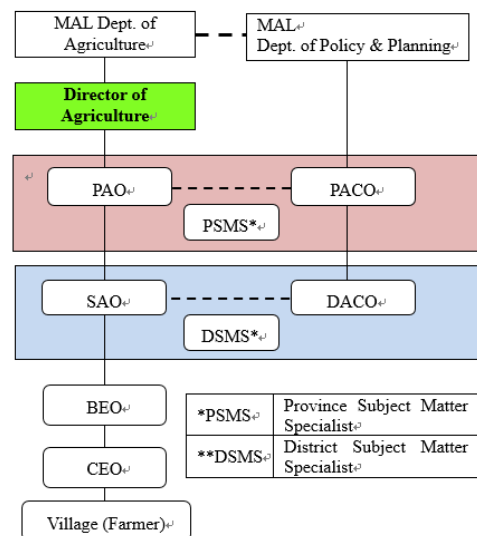 MAL Dept. of
Agriculture↵
MAL↵
Dept. of Policy & Planning↵
Director of
Agriculture↵
↵
PAO↵
PACO↵
PSMS*↵
SAO↵
DACO↵
DSMS*↵
BEO↵
*PSMS↵
Province Subject Matter
Specialist↵
**DSMS↵
District Subject Matter
Specialist↵
CEO↵
Village (Farmer)↵